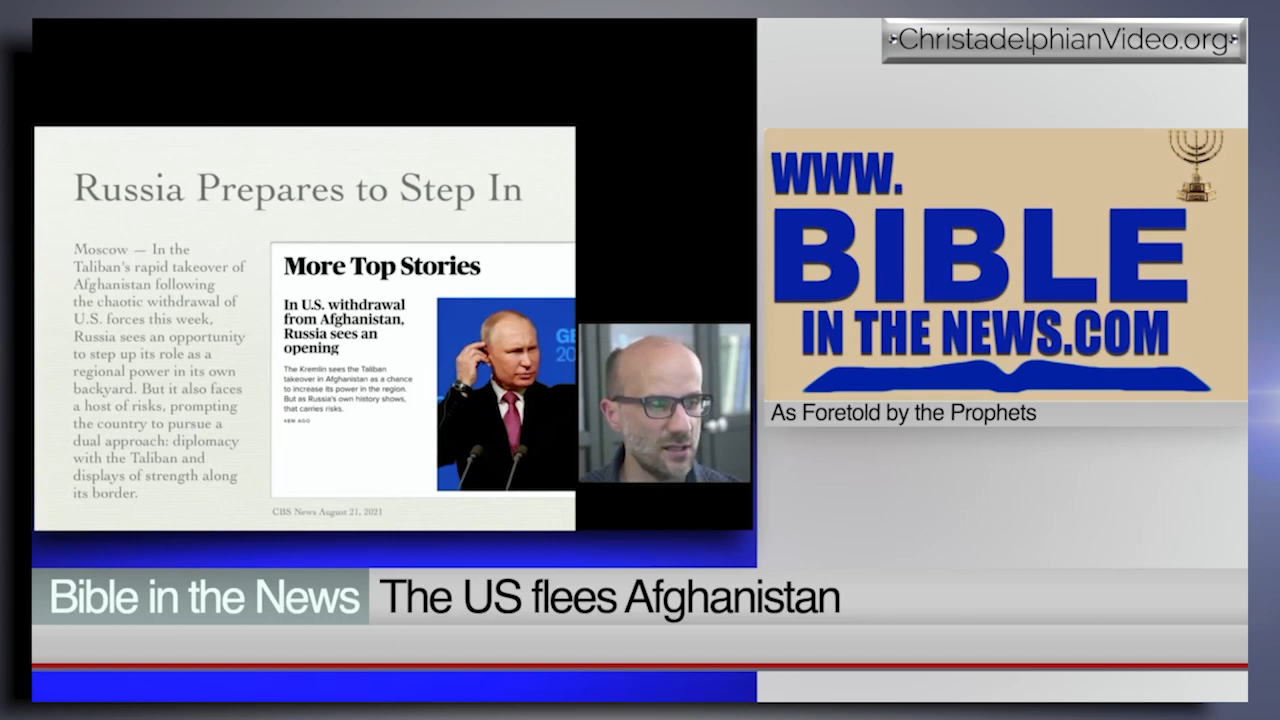 ChristadelphianVideo.org
Russia Prepares to Step In
Moscow — In the
Taliban's rapid takeover of
Afghanistan following
the chaotic withdrawal of
U.S. forces this week,
Russia sees an opportunity
to step up its role as a
regional power in its own
backyard. But it also faces
a host of risks, prompting
the country to pursue a
dual approach: diplomacy
with the Taliban and
displays of strength along
its border.
More Top Stories
In U.S. withdrawal
from Afghanistan,
Russia sees an
opening
The Kremlin sees the Taliban
takeover in Afghanistan as a chance
to increase its power in the region.
But as Russia's own history shows,
that carries risks.
48M AGO
GE
20
CBS News August 21, 2021
WWW.
BIBLE
IN THE NEWS.COM
As Foretold by the Prophets
Bible in the News
The US flees Afghanistan